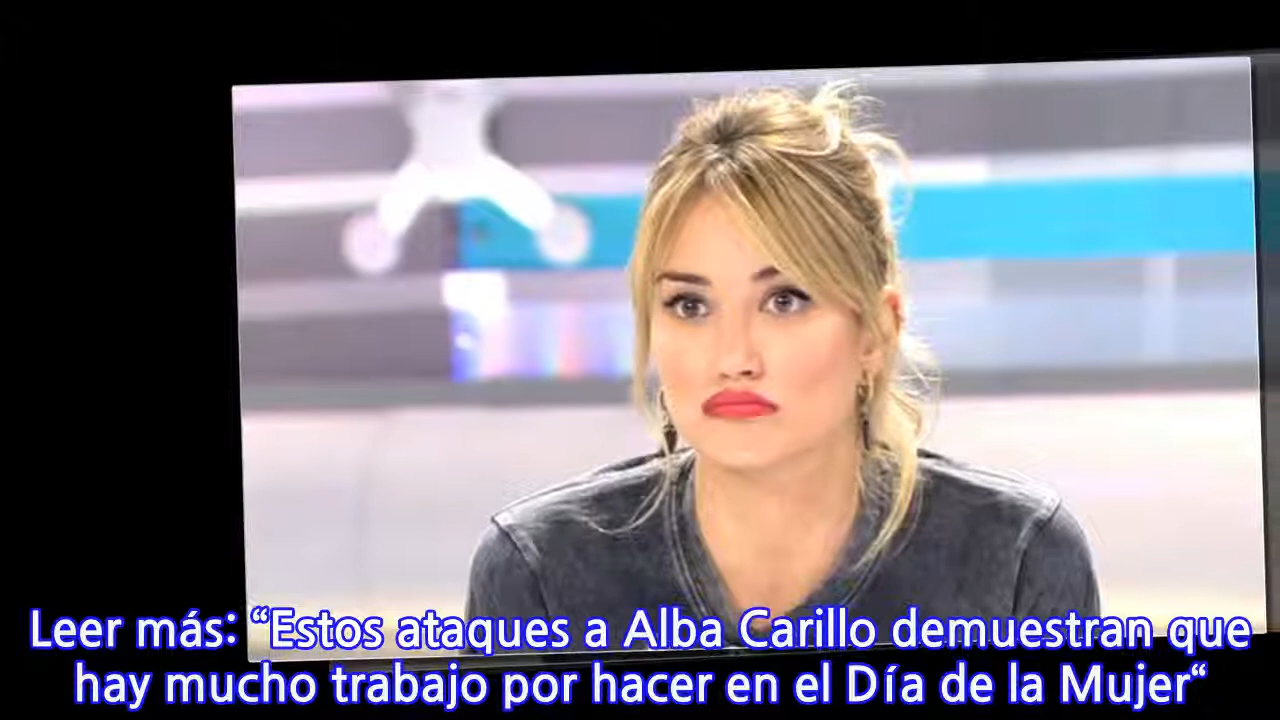 Leer más: “Estos ataques a Alba Carillo demuestran que
hay mucho trabajo por hacer en el Día de la Mujer“